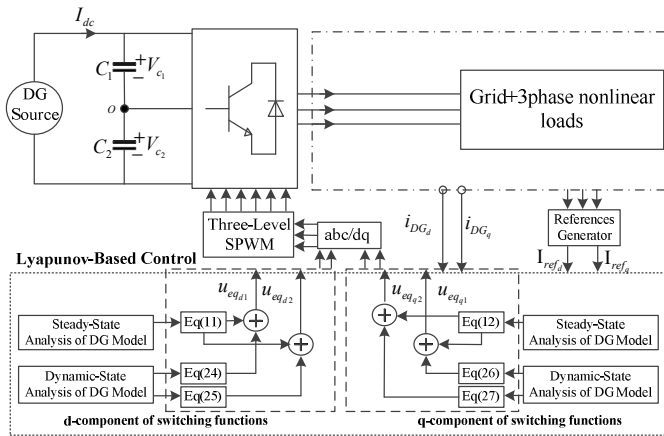 I_dc
C_1
+
−
V_c_1
DG
Source
o
C_2
+
−
V_c_2
Grid+3phase nonlinear
loads
Three-Level
SPWM
abc/dq
i_DG_d
i_DG_q
References
Generator
I_ref_d
I_ref_q
Lyapunov-Based Control
u_eq_d1
u_eq_d2
u_eq_q2
u_eq_q1
Steady-State
Analysis of DG Model
Eq(11)
+
+
Dynamic-State
Analysis of DG Model
Eq(24)
Eq(25)
+
+
Eq(12)
Steady-State
Analysis of DG Model
Eq(26)
Eq(27)
Dynamic-State
Analysis of DG Model
d-component of switching functions
q-component of switching functions